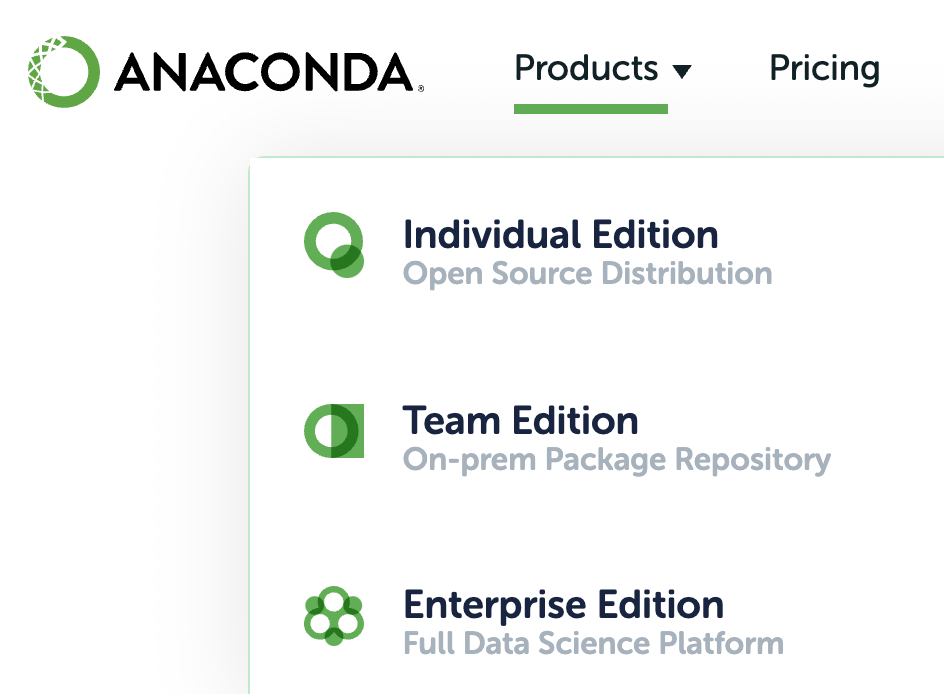 ANACONDA®
Products
Pricing
Individual Edition
Open Source Distribution
Team Edition
On-prem Package Repository
Enterprise Edition
Full Data Science Platform